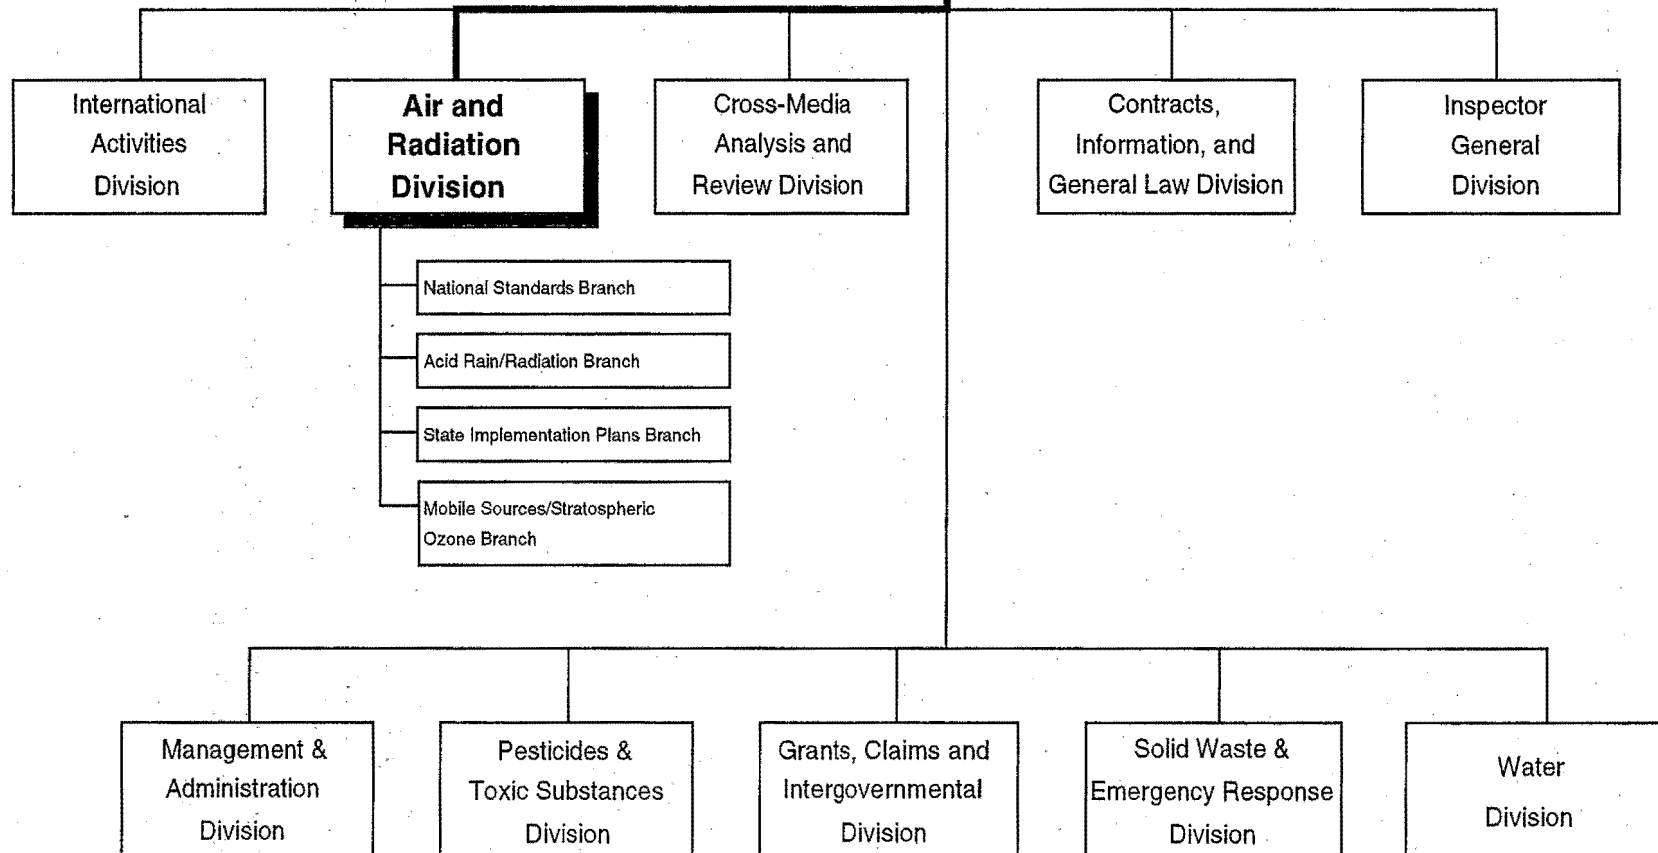 International
Activities
Division
Air and
Radiation
Division
Cross-Media
Analysis and
Review Division
Contracts,
Information, and
General Law Division
Inspector
General
Division
National Standards Branch
Acid Rain/Radiation Branch
State Implementation Plans Branch
Mobile Sources/Stratospheric
Ozone Branch
Management &
Administration
Division
Pesticides &
Toxic Substances
Division
Grants, Claims and
Intergovernmental
Division
Solid Waste &
Emergency Response
Division
Water
Division